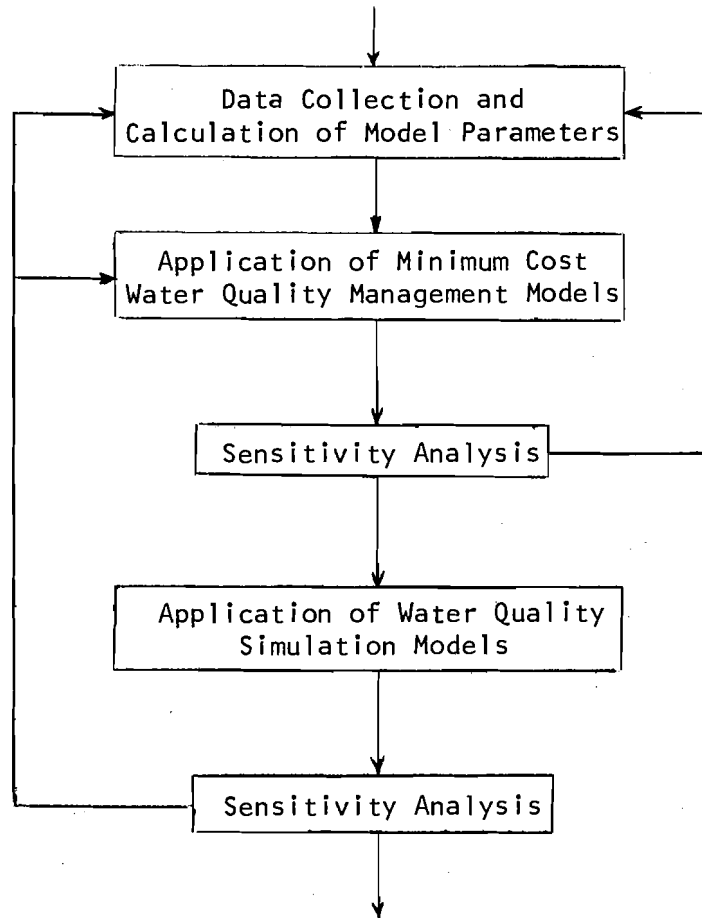 Data Collection and
Calculation of Model Parameters
Application of Minimum Cost
Water Quality Management Models
Sensitivity Analysis
Application of Water Quality
Simulation Models
Sensitivity Analysis